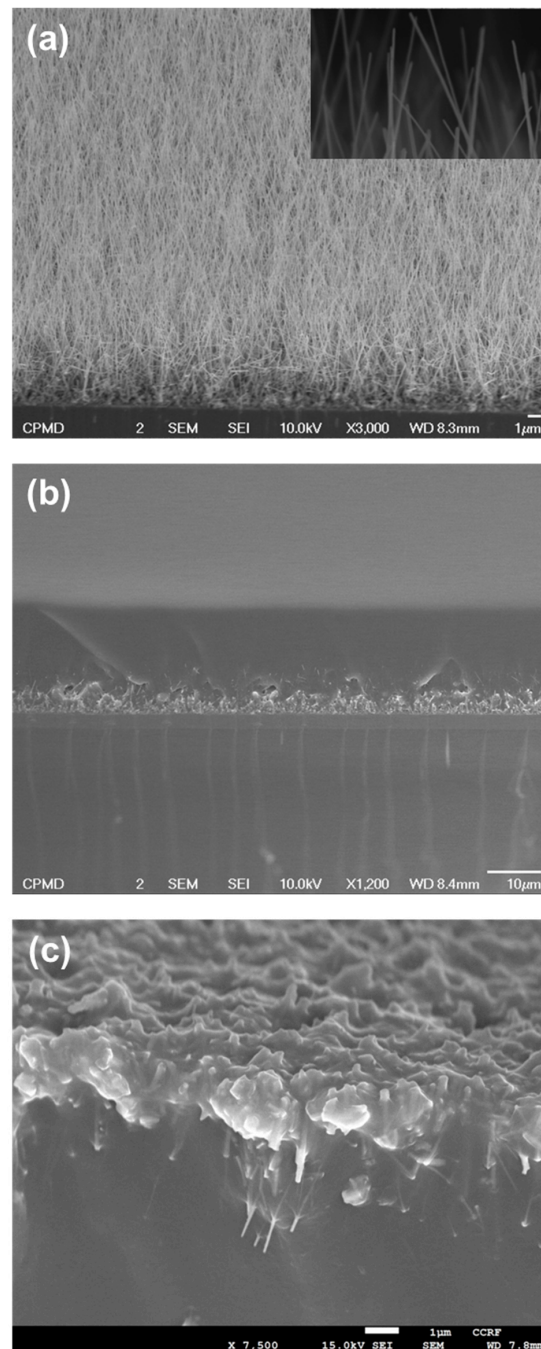 (a)
CPMD 2 SEM SEI 10.0kV X3,000 WD 8.3mm 1μm
(b)
CPMD 2 SEM SEI 10.0kV X1,200 WD 8.4mm 10μm
(c)
1μm CCRF
X 7,500 15.0kV SEI SEM WD 7.8mm